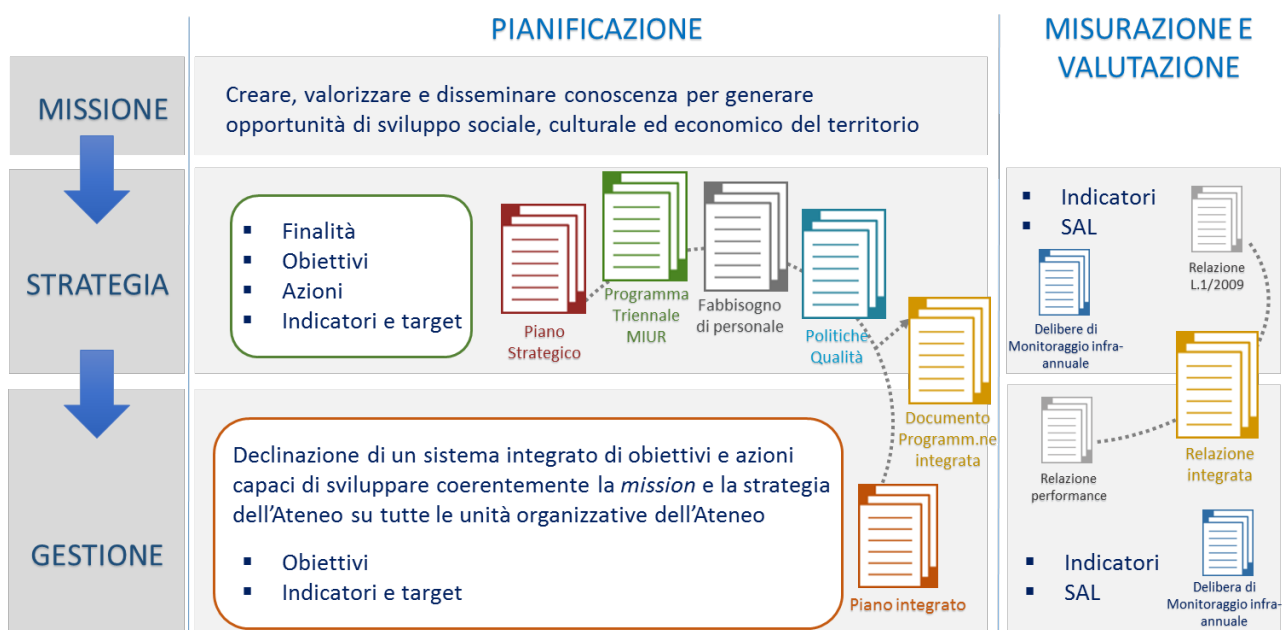 PIANIFICAZIONE
MISURAZIONE E
VALUTAZIONE
MISSIONE
Creare, valorizzare e disseminare conoscenza per generare
opportunità di sviluppo sociale, culturale ed economico del territorio
STRATEGIA
▪ Finalità
▪ Obiettivi
▪ Azioni
▪ Indicatori e target
Piano
Strategico
Programma
Triennale
MIUR
Fabbisogno
di personale
Politiche
Qualità
Documento
Programm.ne
integrata
▪ Indicatori
▪ SAL
Relazione
L.1/2009
Delibere di
Monitoraggio infra-
annuale
GESTIONE
Declinazione di un sistema integrato di obiettivi e azioni
capaci di sviluppare coerentemente la mission e la strategia
dell'Ateneo su tutte le unità organizzative dell'Ateneo
▪ Obiettivi
▪ Indicatori e target
Piano integrato
Relazione
performance
Relazione
integrata
▪ Indicatori
▪ SAL
Delibera di
Monitoraggio infra-
annuale